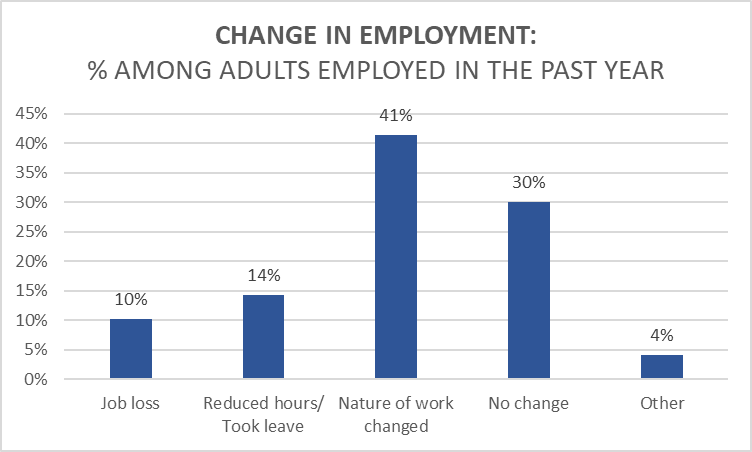 CHANGE IN EMPLOYMENT:
% AMONG ADULTS EMPLOYED IN THE PAST YEAR
45%
40%
35%
30%
25%
20%
15%
10%
5%
0%
10%
14%
41%
30%
4%
Job loss
Reduced hours/
Took leave
Nature of work
changed
No change
Other